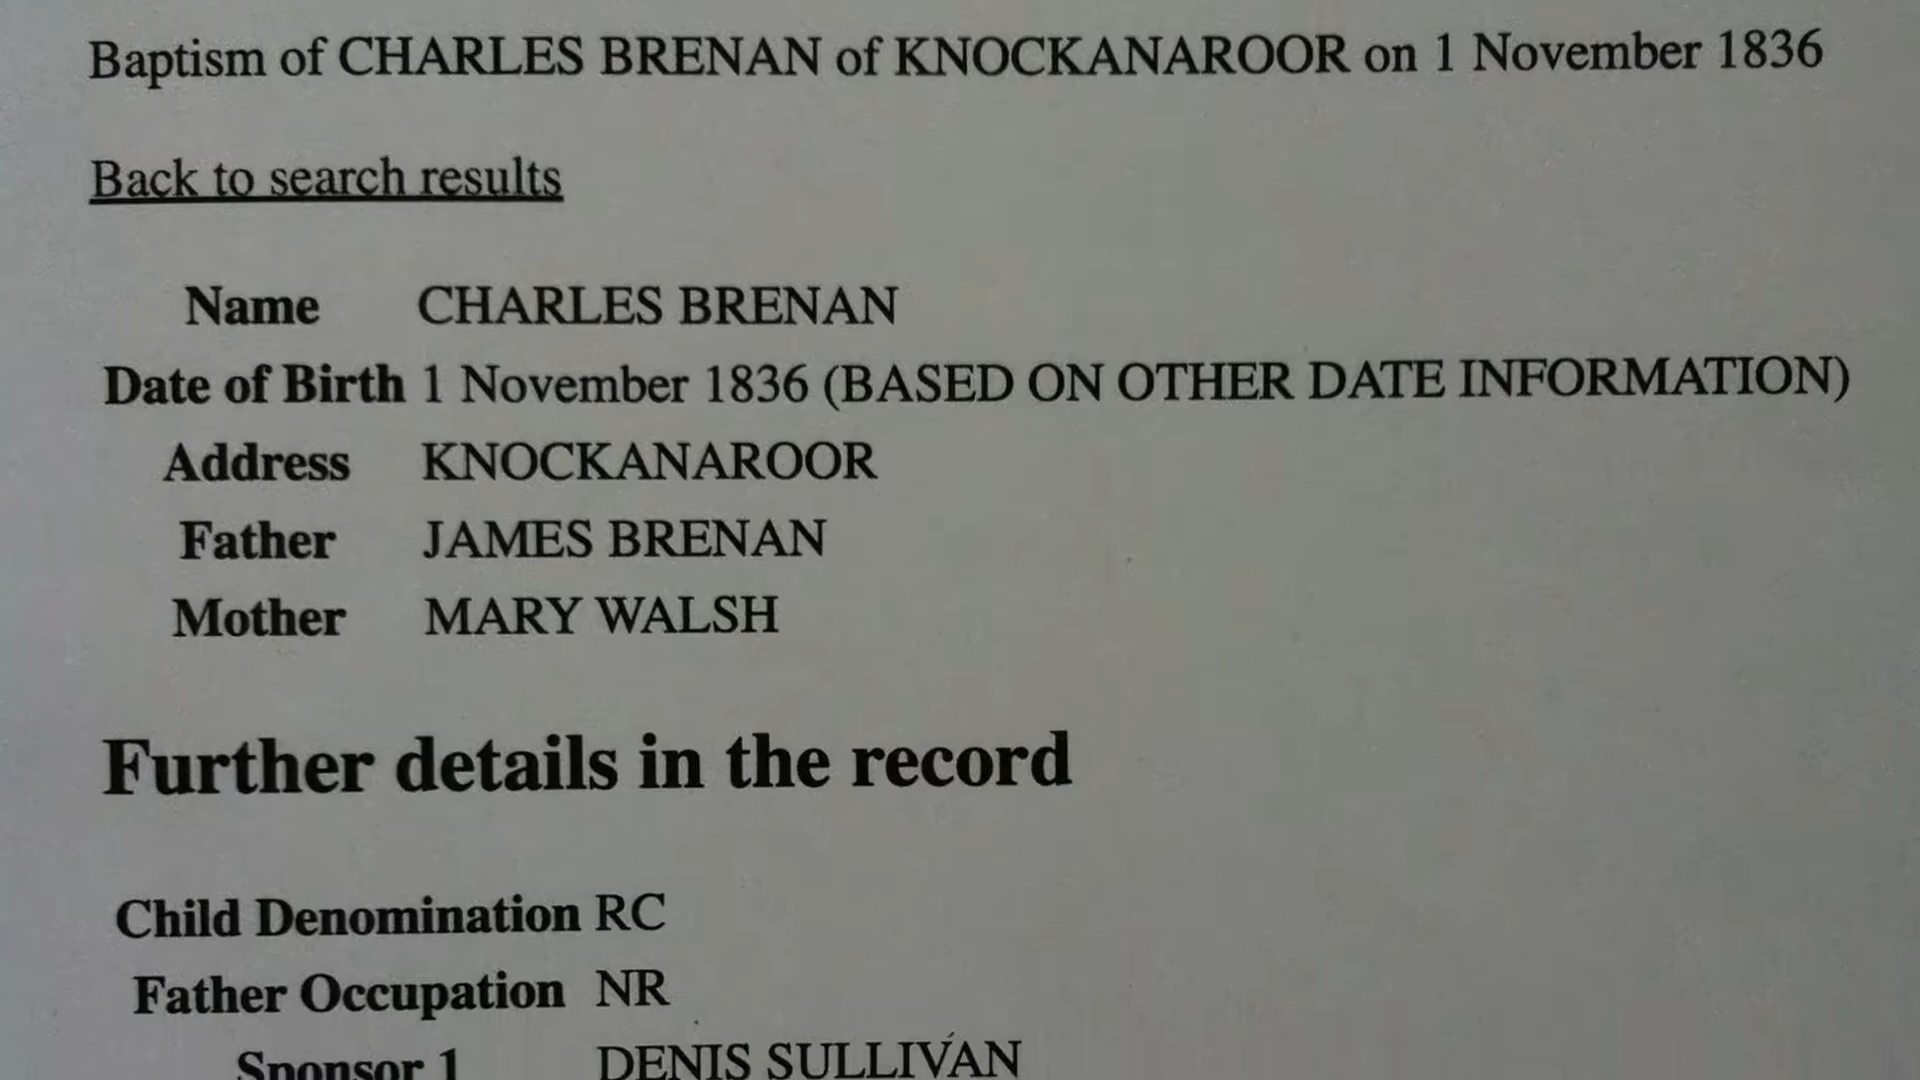 Baptism of CHARLES BRENAN of KNOCKANAROOR on 1 November 1836
Back to search results
Name CHARLES BRENAN
Date of Birth 1 November 1836 (BASED ON OTHER DATE INFORMATION)
Address KNOCKANAROOR
Father JAMES BRENAN
Mother MARY WALSH
Further details in the record
Child Denomination RC
Father Occupation NR
Sponsor 1 DENIS SULLIVAN